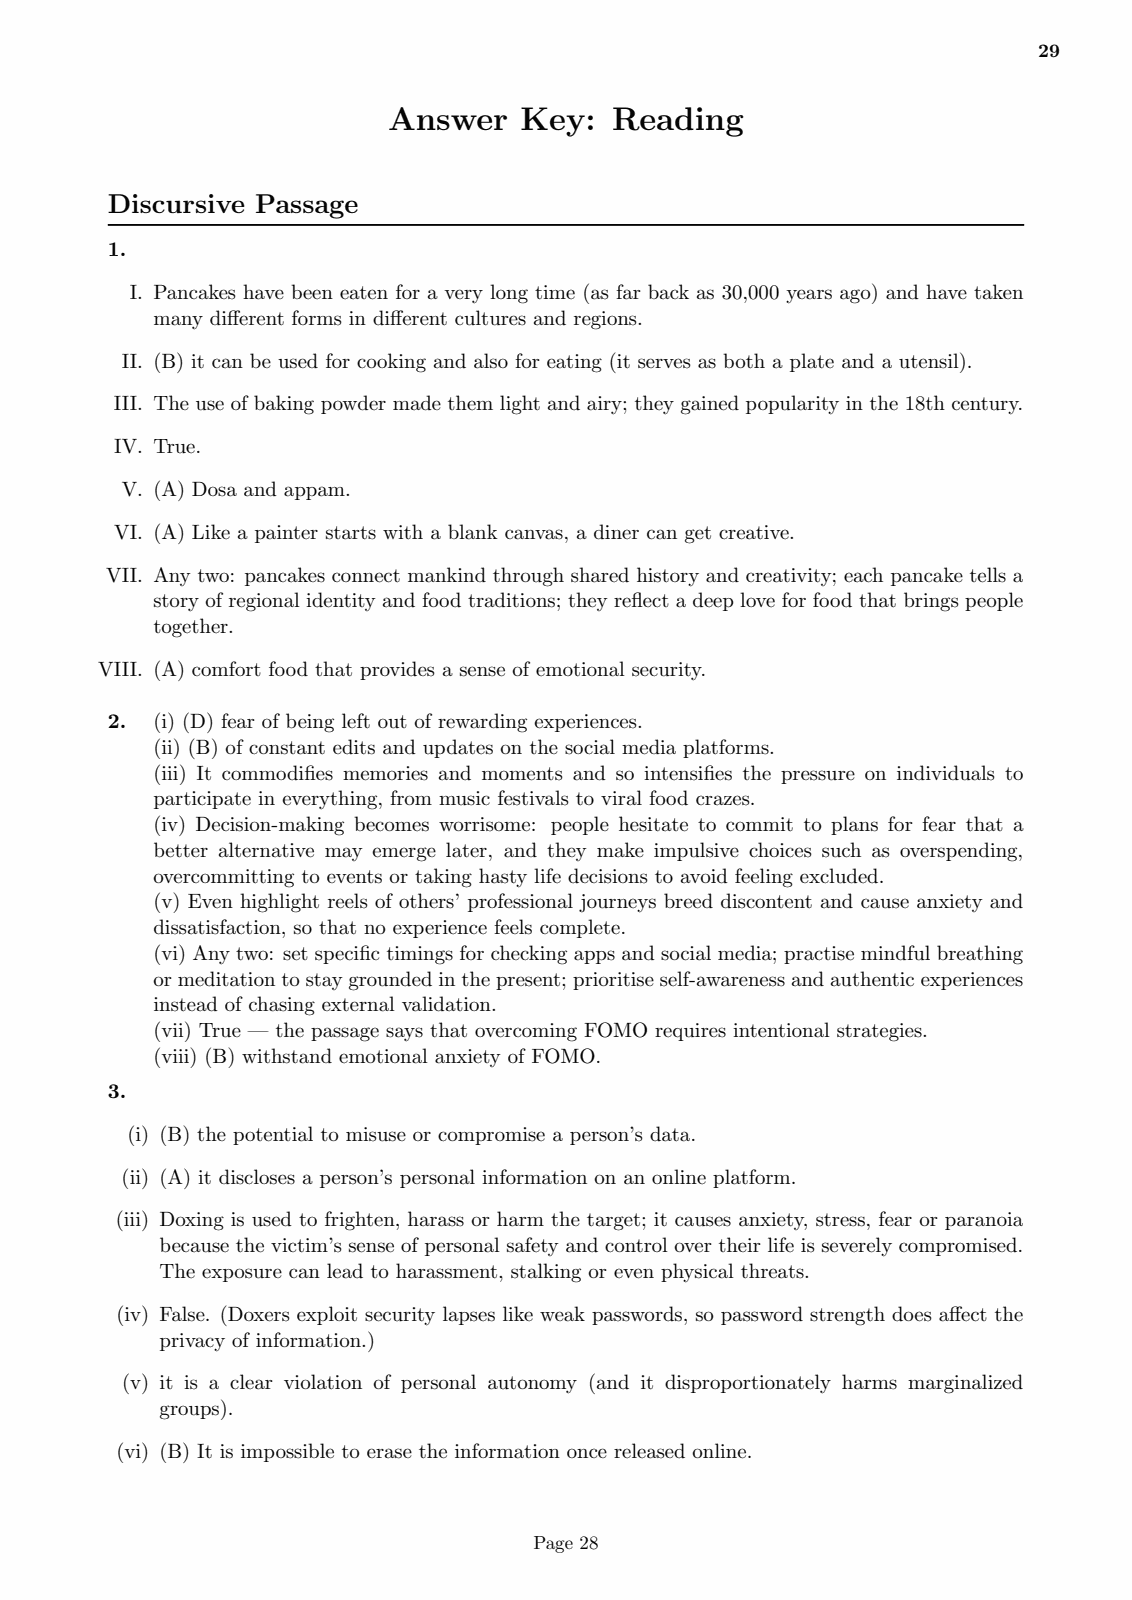 29
Answer Key: Reading
Discursive Passage
1.
I. Pancakes have been eaten for a very long time (as far back as 30,000 years ago) and have taken
many different forms in different cultures and regions.
II. (B) it can be used for cooking and also for eating (it serves as both a plate and a utensil).
III. The use of baking powder made them light and airy; they gained popularity in the 18th century.
IV. True.
V. (A) Dosa and appam.
VI. (A) Like a painter starts with a blank canvas, a diner can get creative.
VII. Any two: pancakes connect mankind through shared history and creativity; each pancake tells a
story of regional identity and food traditions; they reflect a deep love for food that brings people
together.
VIII. (A) comfort food that provides a sense of emotional security.
2. (i) (D) fear of being left out of rewarding experiences.
(ii) (B) of constant edits and updates on the social media platforms.
(iii) It commodifies memories and moments and so intensifies the pressure on individuals to
participate in everything, from music festivals to viral food crazes.
(iv) Decision-making becomes worrisome: people hesitate to commit to plans for fear that a
better alternative may emerge later, and they make impulsive choices such as overspending,
overcommitting to events or taking hasty life decisions to avoid feeling excluded.
(v) Even highlight reels of others’ professional journeys breed discontent and cause anxiety and
dissatisfaction, so that no experience feels complete.
(vi) Any two: set specific timings for checking apps and social media; practise mindful breathing
or meditation to stay grounded in the present; prioritise self-awareness and authentic experiences
instead of chasing external validation.
(vii) True — the passage says that overcoming FOMO requires intentional strategies.
(viii) (B) withstand emotional anxiety of FOMO.
3.
(i) (B) the potential to misuse or compromise a person’s data.
(ii) (A) it discloses a person’s personal information on an online platform.
(iii) Doxing is used to frighten, harass or harm the target; it causes anxiety, stress, fear or paranoia
because the victim’s sense of personal safety and control over their life is severely compromised.
The exposure can lead to harassment, stalking or even physical threats.
(iv) False. (Doxers exploit security lapses like weak passwords, so password strength does affect the
privacy of information.)
(v) it is a clear violation of personal autonomy (and it disproportionately harms marginalized
groups).
(vi) (B) It is impossible to erase the information once released online.
Page 28